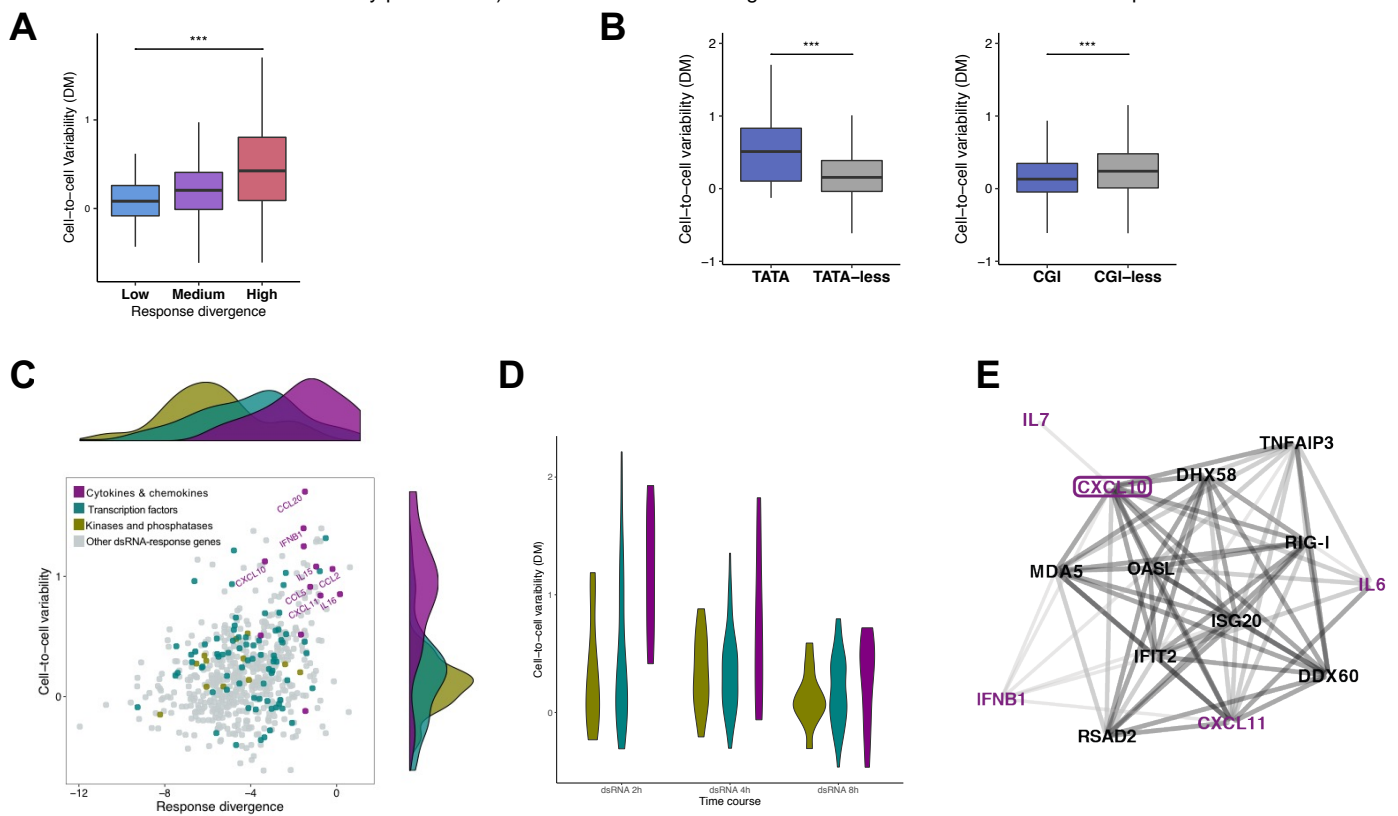 A
***
Cell-to-cell Variability (DM)
1
0
Low Medium High
Response divergence
B
***
Cell-to-cell variability (DM)
2
1
0
-1
TATA TATA-less
***
Cell-to-cell variability (DM)
2
1
0
-1
CGI CGI-less
C
Cytokines & chemokines
Transcription factors
Kinases and phosphatases
Other dsRNA-response genes
CCL20
IFNB1
CXCL10
IL15
CCL2
CCL5
CXCL11
IL16
Cell-to-cell variability
1
0
-12 -8 -4 0
Response divergence
D
Cell-to-cell varaibility (DM)
2
1
0
dsRNA 2h dsRNA 4h dsRNA 8h
Time course
E
IL7
TNFAIP3
DHX58
CXCL10
RIG-I
MDA5
OASL
IL6
ISG20
IFIT2
DDX60
IFNB1
CXCL11
RSAD2